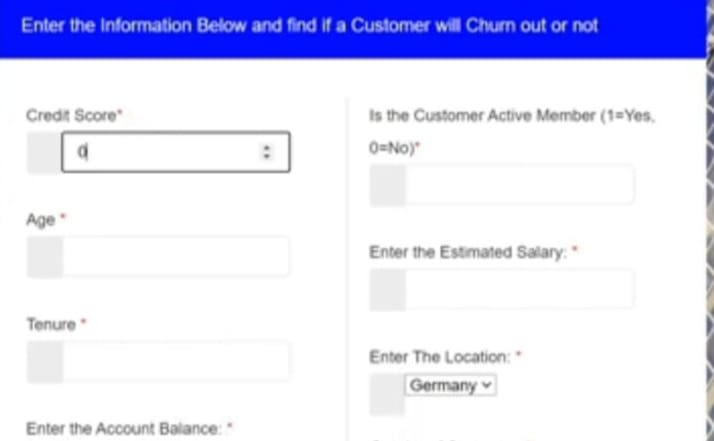 Enter the Information Below and find if a Customer will Churn out or not
Credit Score*
0
Age *
Tenure *
Enter the Account Balance: *
Is the Customer Active Member (1=Yes,
0=No)*
Enter the Estimated Salary: *
Enter The Location: *
Germany